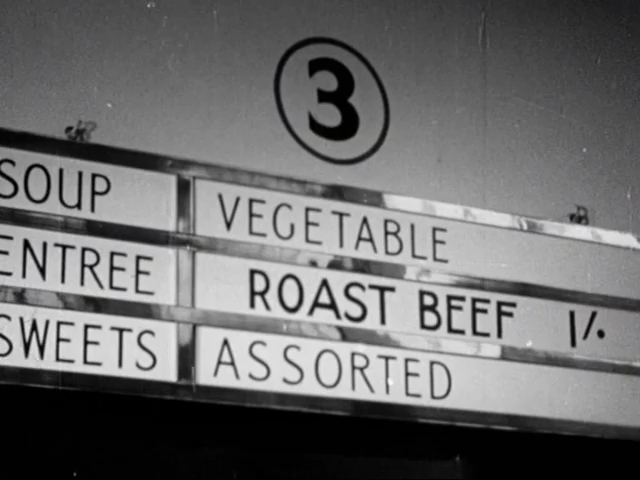 3
SOUP VEGETABLE
ENTREE ROAST BEEF 1/.
SWEETS ASSORTED